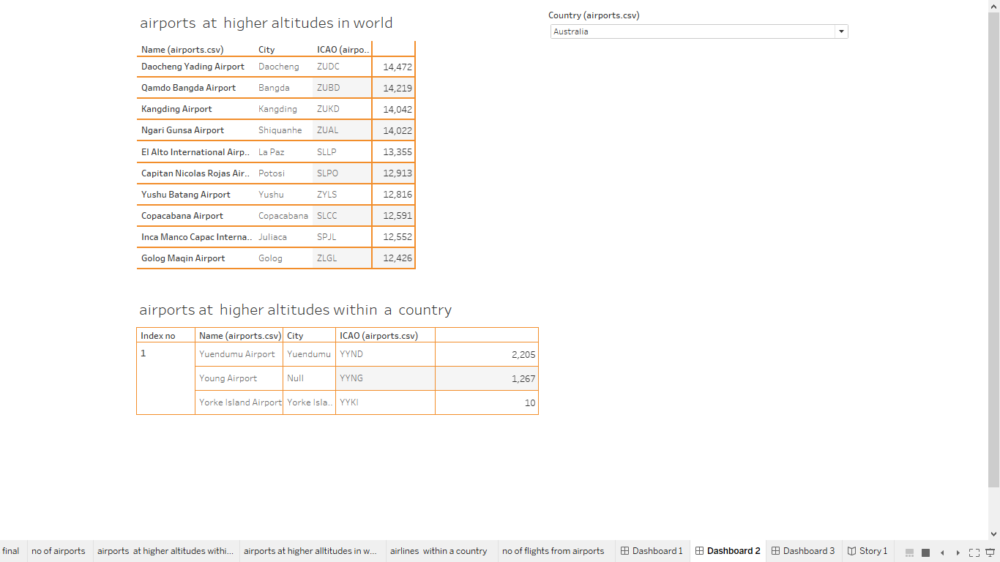 airports at higher altitudes in world
Country (airports.csv)
Australia
Name (airports.csv) City ICAO (airpo..
Daocheng Yading Airport Daocheng ZUDC 14,472
Qamdo Bangda Airport Bangda ZUBD 14,219
Kangding Airport Kangding ZUKD 14,042
Ngari Gunsa Airport Shiquanhe ZUAL 14,022
El Alto International Airp.. La Paz SLLP 13,355
Capitan Nicolas Rojas Air.. Potosi SLPO 12,913
Yushu Batang Airport Yushu ZYLS 12,816
Copacabana Airport Copacabana SLCC 12,591
Inca Manco Capac Interna.. Juliaca SPJL 12,552
Golog Maqin Airport Golog ZLGL 12,426
airports at higher altitudes within a country
Index no Name (airports.csv) City ICAO (airports.csv)
1 Yuendumu Airport Yuendumu YYND 2,205
Young Airport Null YYNG 1,267
Yorke Island Airport Yorke Isla.. YYKI 10
final no of airports airports at higher altitudes withi... airports at higher alltitudes in w... airlines within a country no of flights from airports Dashboard 1 Dashboard 2 Dashboard 3 Story 1